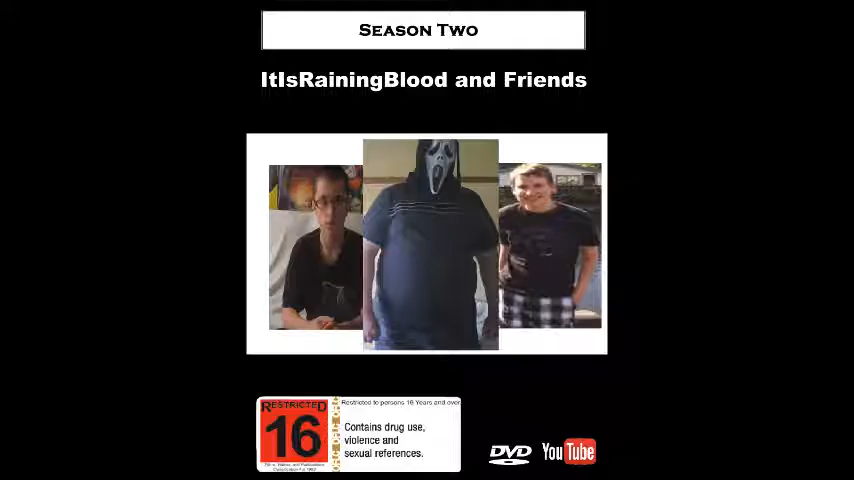 SEASON TWO
ItIsRainingBlood and Friends
RESTRICTED
16
Restricted to persons 16 Years and over
Contains drug use,
violence and
sexual references.
DVD
YouTube